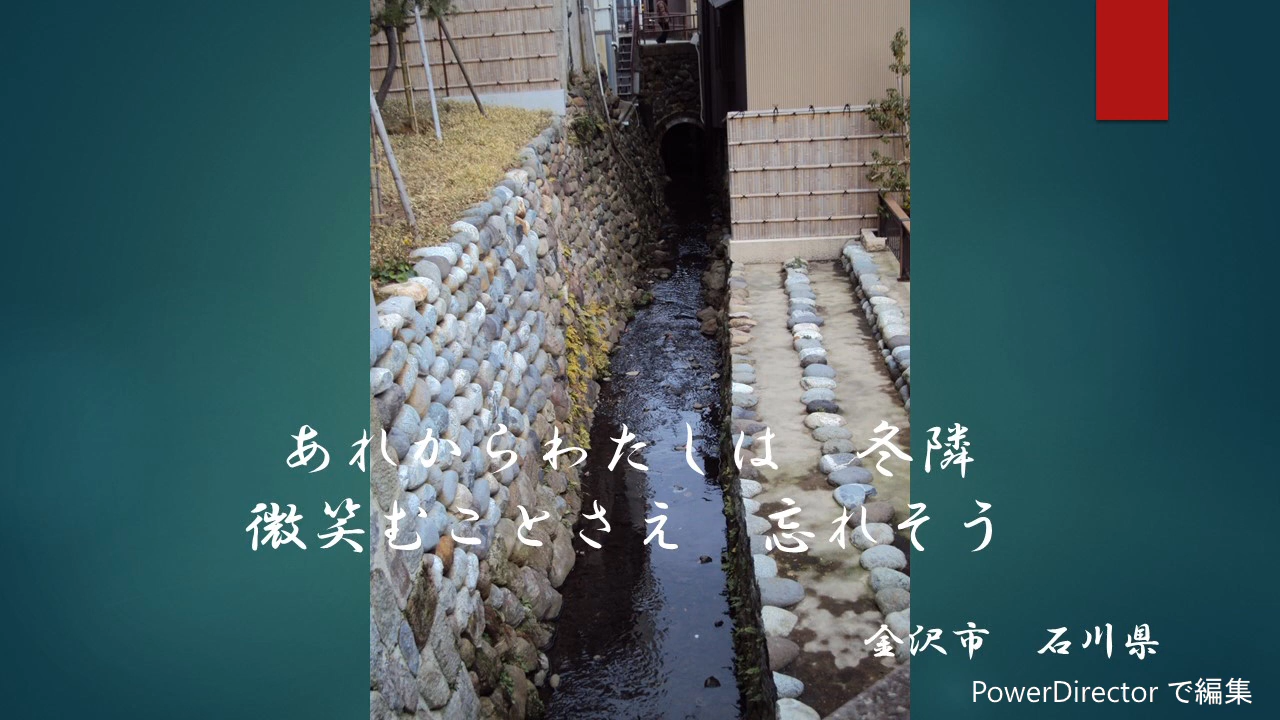 あれからわたしは　冬隣
微笑むことさえ　忘れそう
金沢市　石川県
PowerDirector で編集